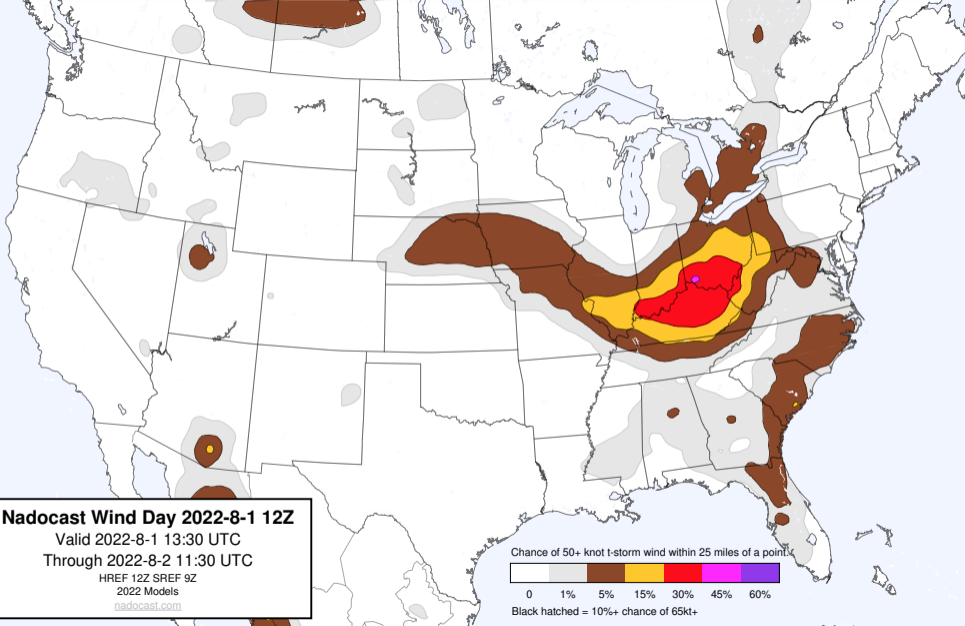 Nadocast Wind Day 2022-8-1 12Z
Valid 2022-8-1 13:30 UTC
Through 2022-8-2 11:30 UTC
HREF 12Z SREF 9Z
2022 Models
nadocast.com
Chance of 50+ knot t-storm wind within 25 miles of a point.
0 1% 5% 15% 30% 45% 60%
Black hatched = 10%+ chance of 65kt+